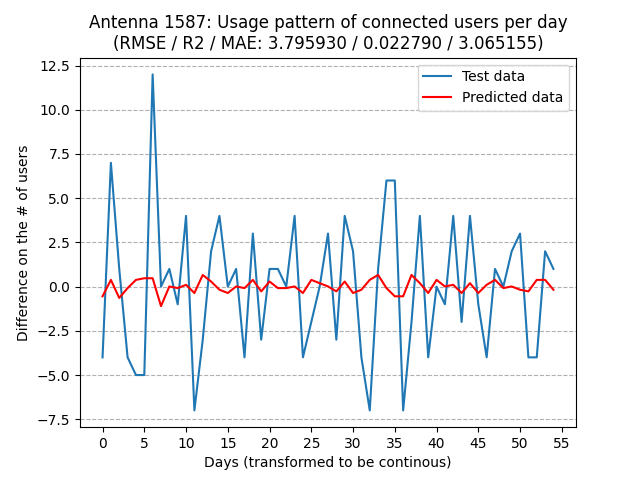 Antenna 1587: Usage pattern of connected users per day
(RMSE / R2 / MAE: 3.795930 / 0.022790 / 3.065155)
Test data
Predicted data
Difference on the # of users
12.5
10.0
7.5
5.0
2.5
0.0
−2.5
−5.0
−7.5
0 5 10 15 20 25 30 35 40 45 50 55
Days (transformed to be continous)